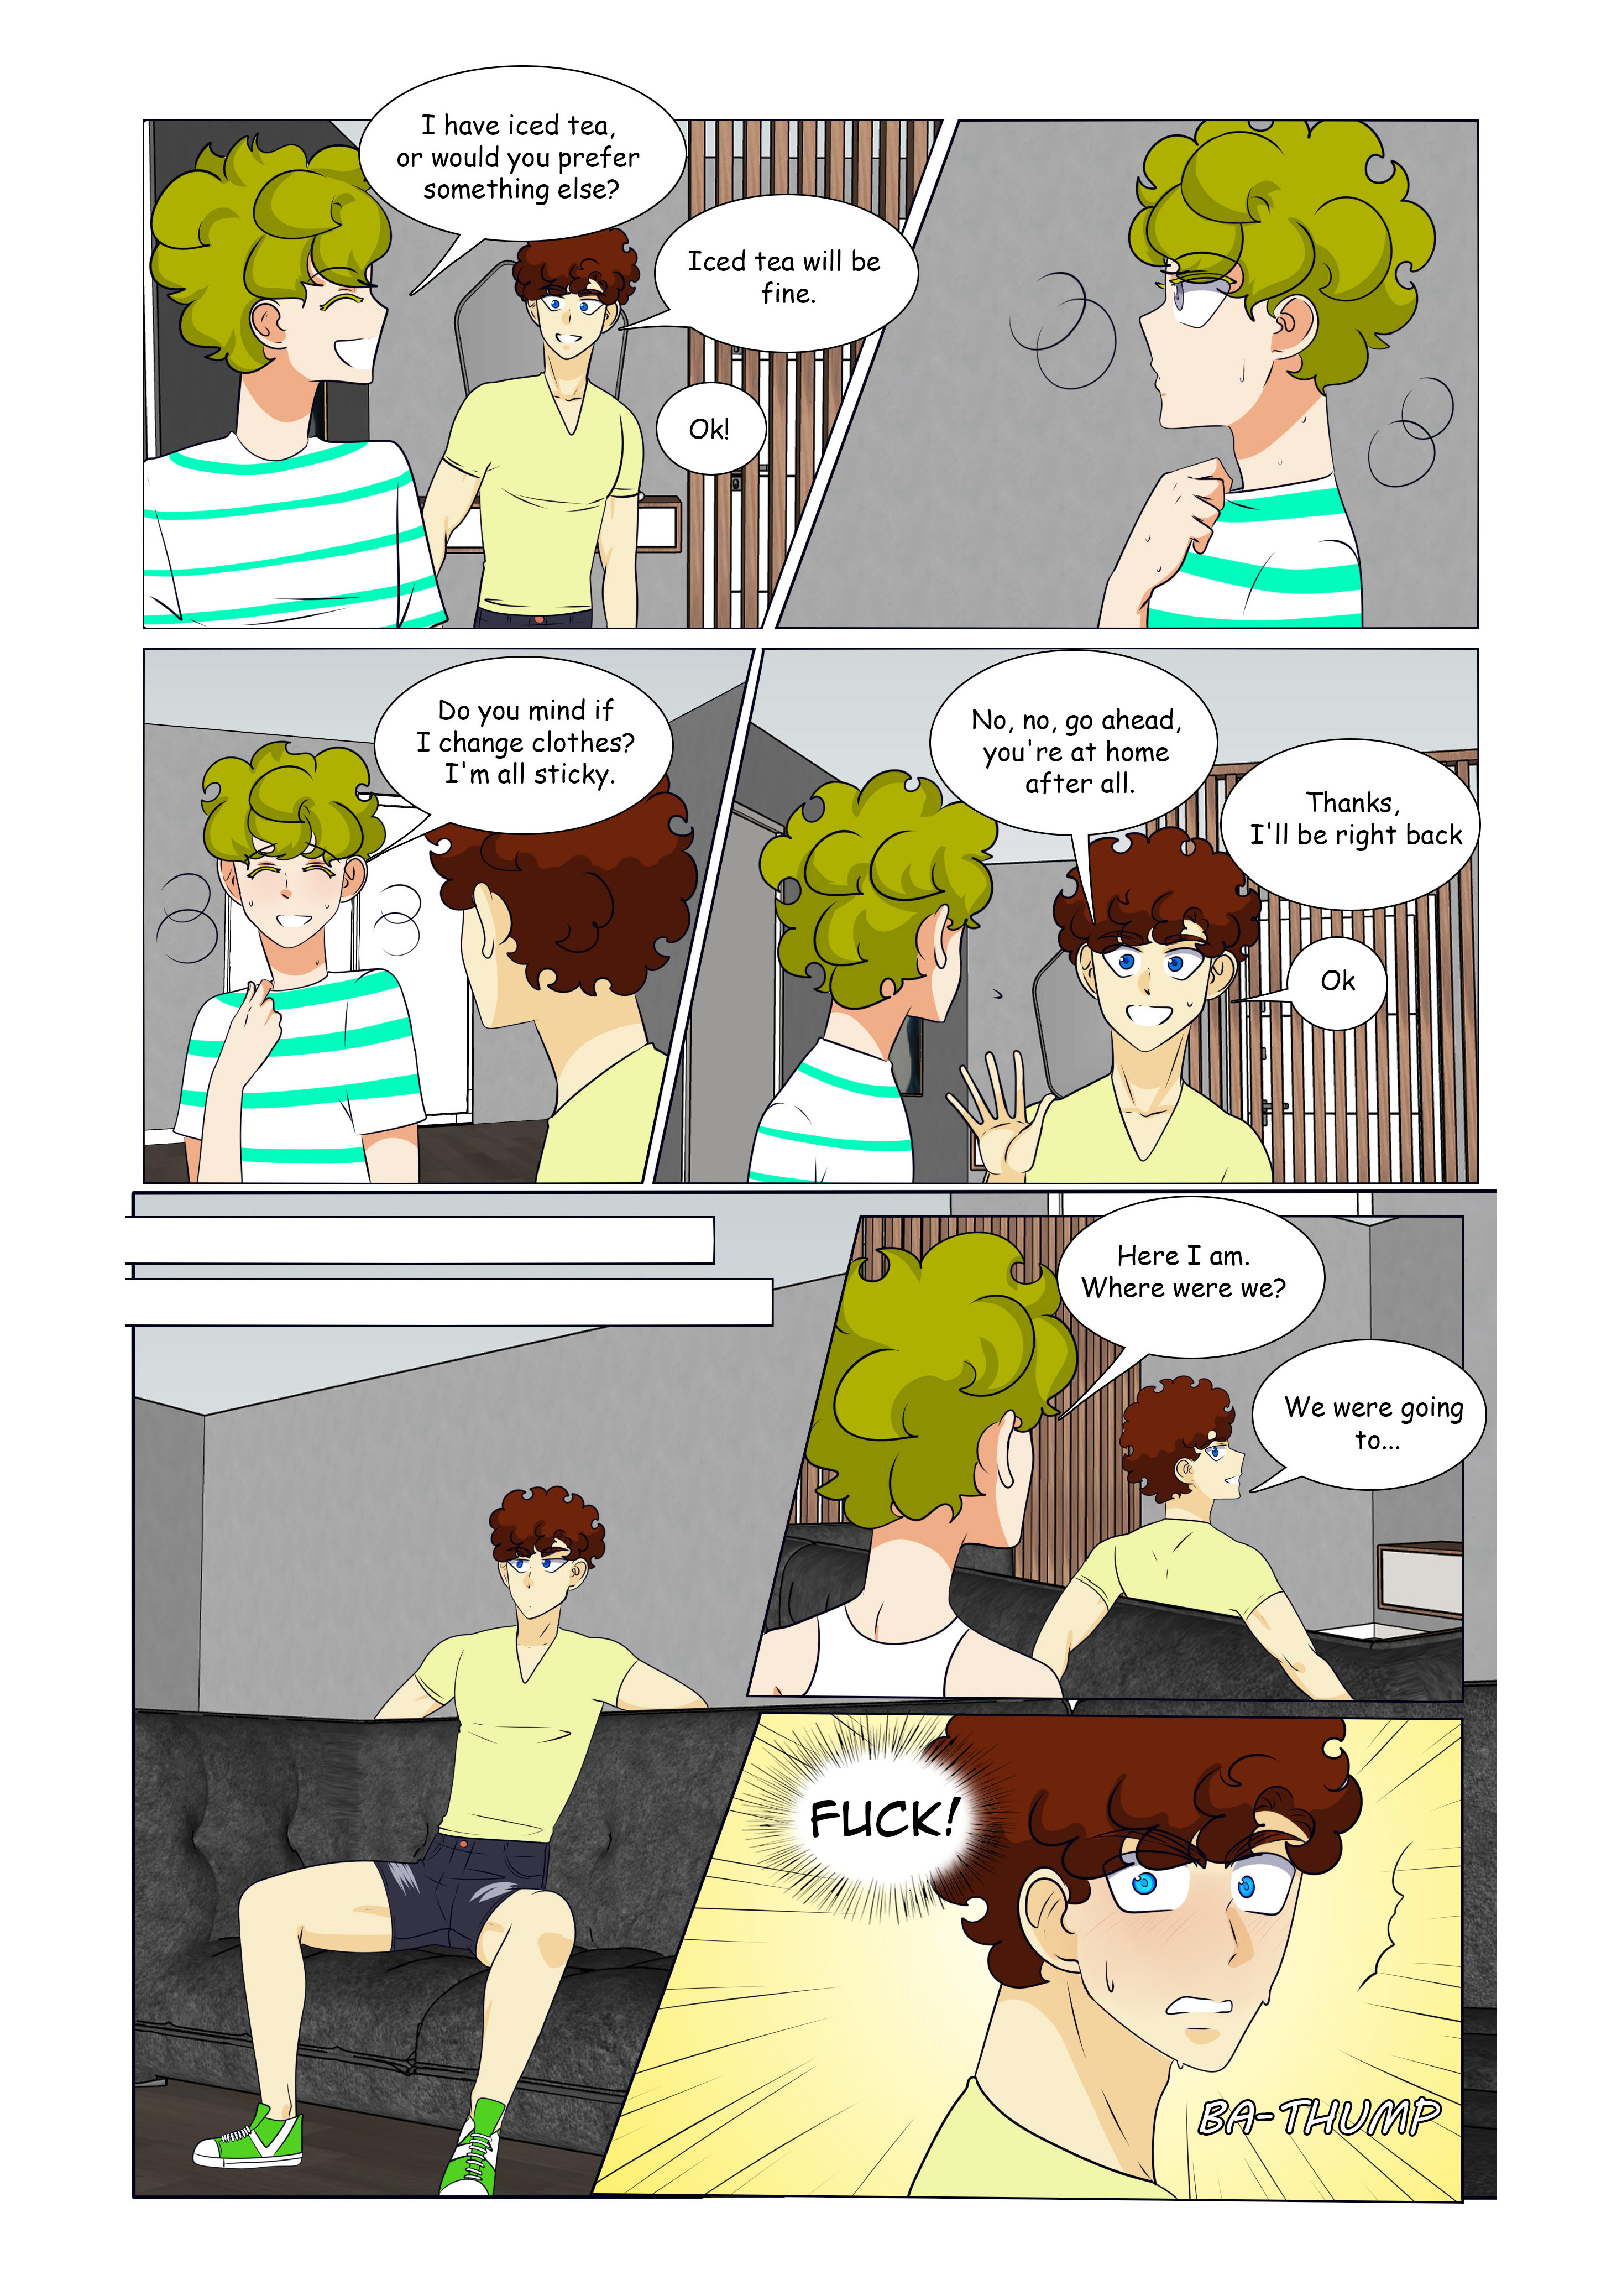 I have iced tea,
or would you prefer
something else?
Iced tea will be
fine.
Ok!
Do you mind if
I change clothes?
I'm all sticky.
No, no, go ahead,
you're at home
after all.
Thanks,
I'll be right back
Ok
Here I am.
Where were we?
We were going
to...
FUCK!
BA-THUMP